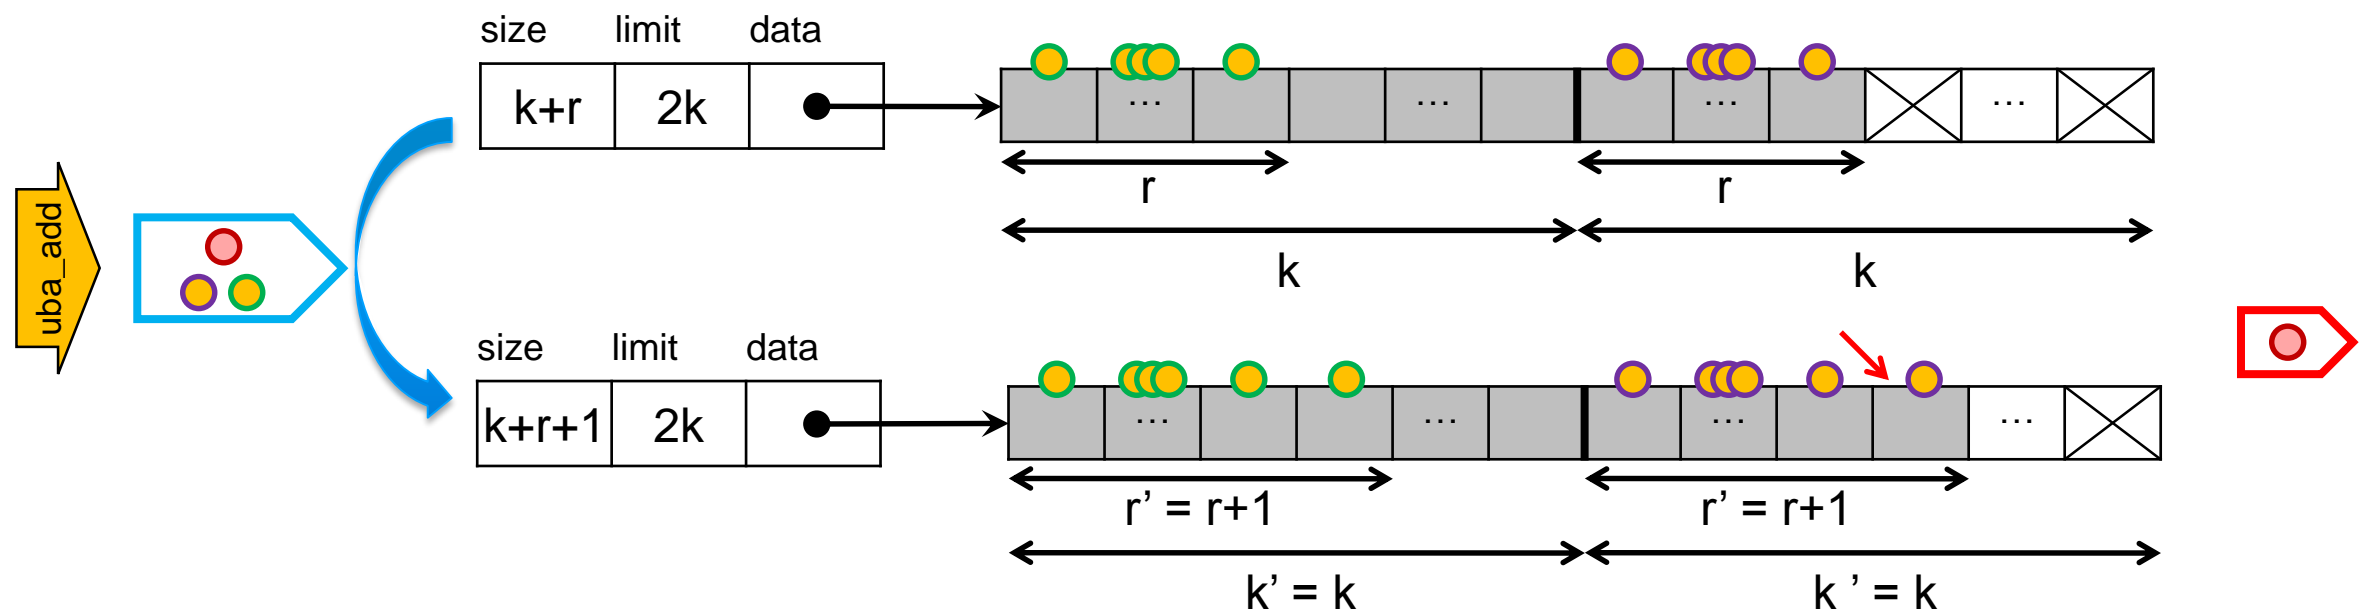 size limit data
k+r 2k
… … … …
r r
k k
uba_add
size limit data
k+r+1 2k
… … … …
r’ = r+1 r’ = r+1
k’ = k k ’ = k